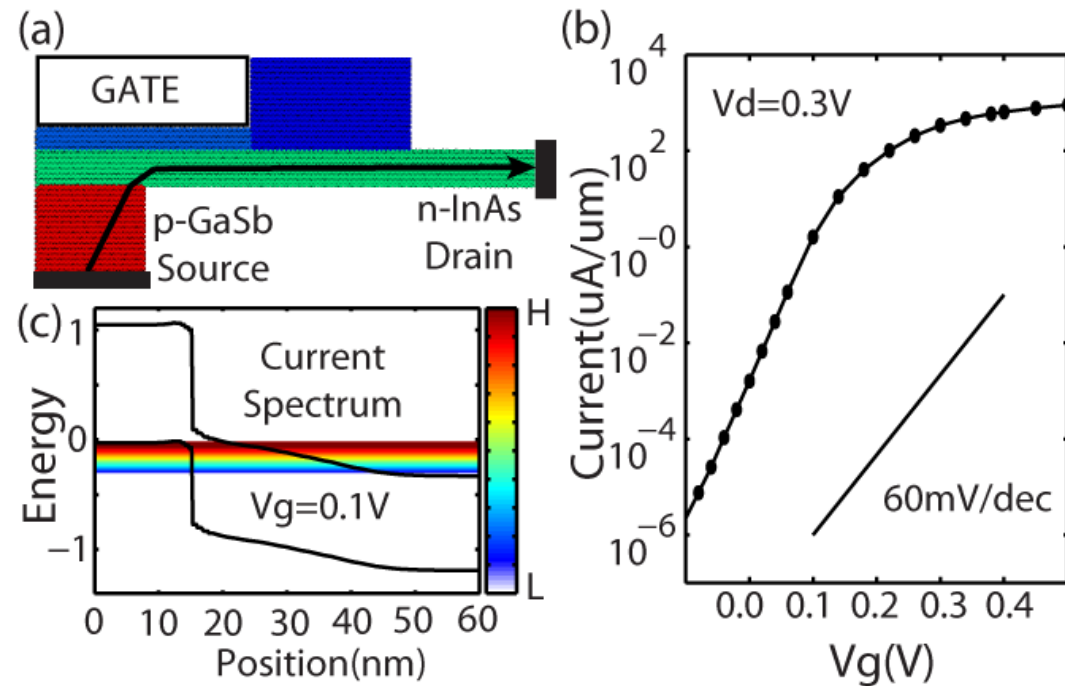 (a)
GATE
p-GaSb
Source
n-InAs
Drain
(b)
10^4
10^2
10^-0
10^-2
10^-4
10^-6
Current(uA/um)
Vd=0.3V
60mV/dec
0.0 0.1 0.2 0.3 0.4
Vg(V)
(c)
1
0
−1
Energy
Current
Spectrum
Vg=0.1V
H
L
0 10 20 30 40 50 60
Position(nm)